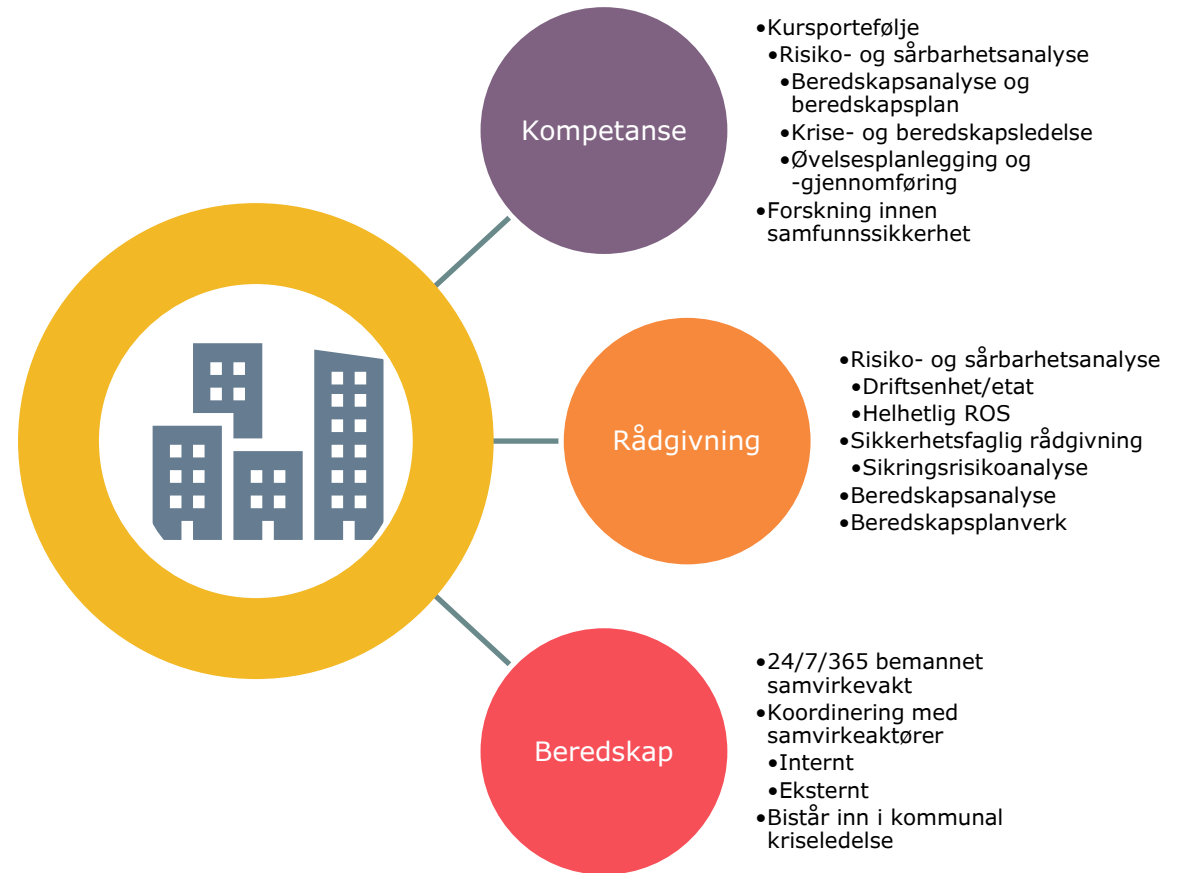 Kompetanse
•Kursportefølje
•Risiko- og sårbarhetsanalyse
•Beredskapsanalyse og
beredskapsplan
•Krise- og beredskapsledelse
•Øvelsesplanlegging og
-gjennomføring
•Forskning innen
samfunnssikkerhet
Rådgivning
•Risiko- og sårbarhetsanalyse
•Driftsenhet/etat
•Helhetlig ROS
•Sikkerhetsfaglig rådgivning
•Sikringsrisikoanalyse
•Beredskapsanalyse
•Beredskapsplanverk
Beredskap
•24/7/365 bemannet
samvirkevakt
•Koordinering med
samvirkeaktører
•Internt
•Eksternt
•Bistår inn i kommunal
kriseledelse